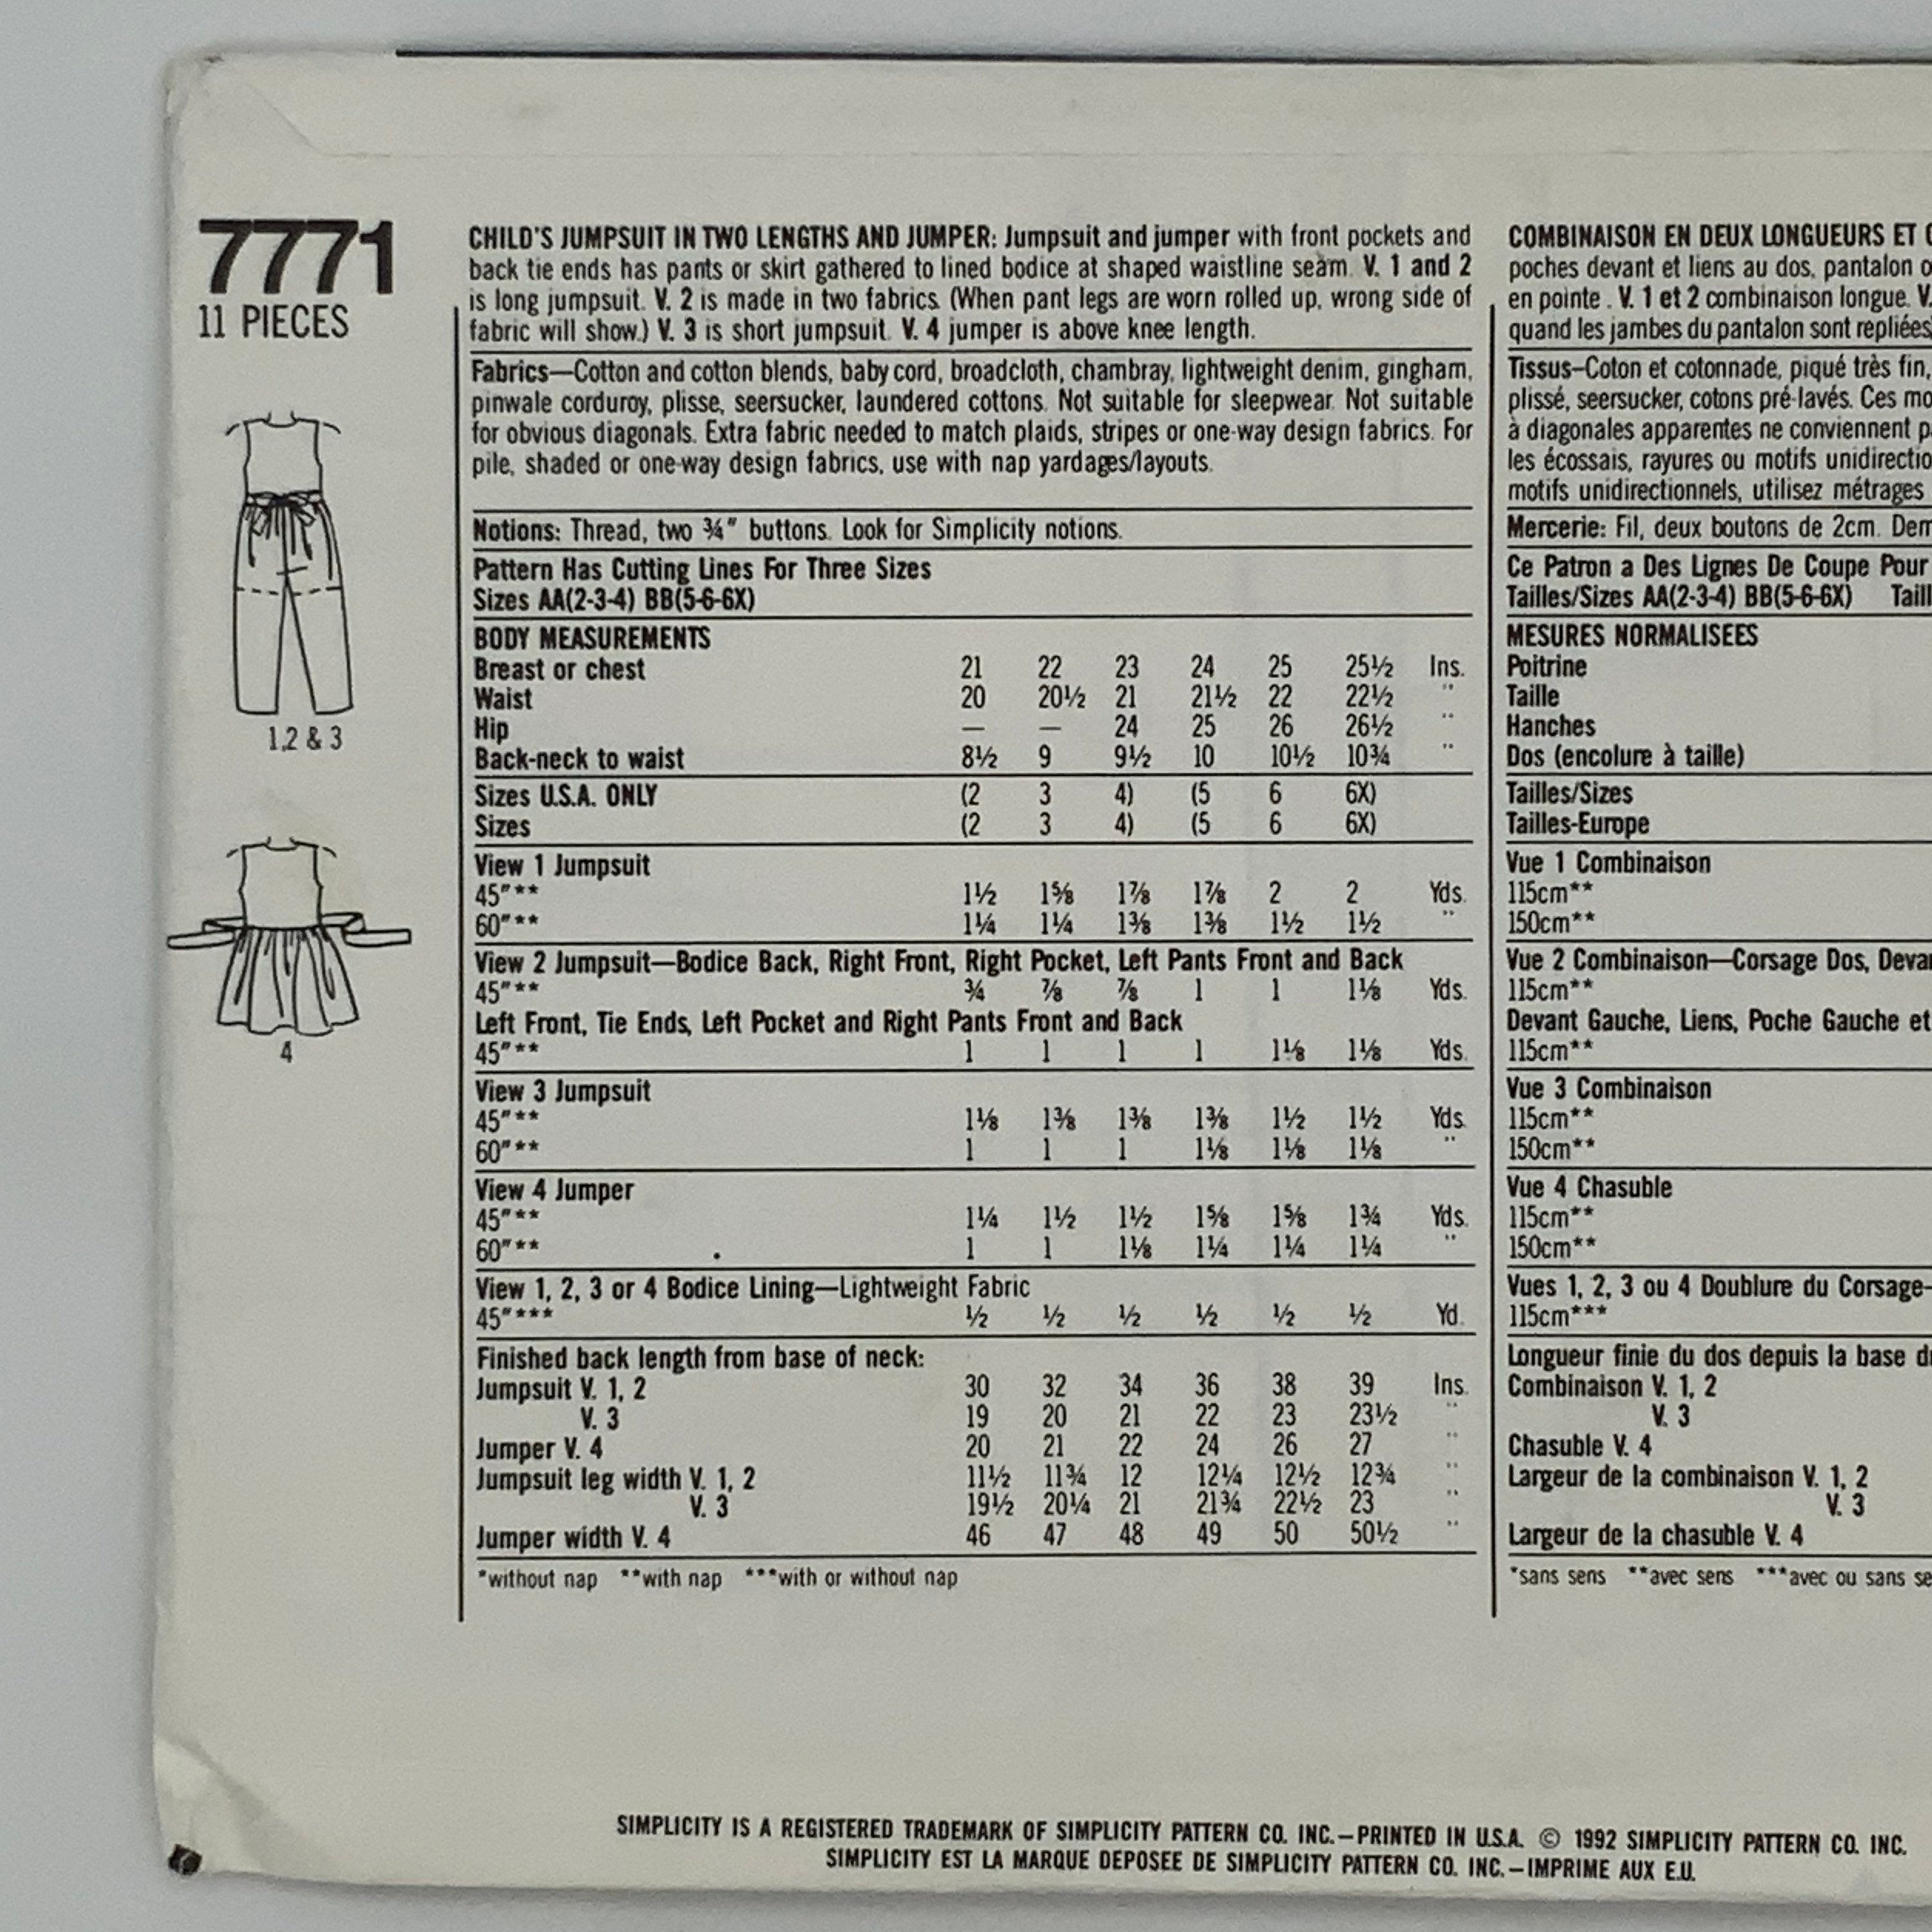 7771
11 PIECES
1,2 & 3
4
CHILD'S JUMPSUIT IN TWO LENGTHS AND JUMPER: Jumpsuit and jumper with front pockets and
back tie ends has pants or skirt gathered to lined bodice at shaped waistline seam. V. 1 and 2
is long jumpsuit. V. 2 is made in two fabrics. (When pant legs are worn rolled up, wrong side of
fabric will show.) V. 3 is short jumpsuit. V. 4 jumper is above knee length.
Fabrics—Cotton and cotton blends, baby cord, broadcloth, chambray, lightweight denim, gingham,
pinwale corduroy, plisse, seersucker, laundered cottons. Not suitable for sleepwear. Not suitable
for obvious diagonals. Extra fabric needed to match plaids, stripes or one-way design fabrics. For
pile, shaded or one-way design fabrics, use with nap yardages/layouts.
Notions: Thread, two ¾" buttons. Look for Simplicity notions.
Pattern Has Cutting Lines For Three Sizes
Sizes AA(2-3-4) BB(5-6-6X)
BODY MEASUREMENTS
Breast or chest 21 22 23 24 25 25½ Ins.
Waist 20 20½ 21 21½ 22 22½ "
Hip — — 24 25 26 26½ "
Back-neck to waist 8½ 9 9½ 10 10½ 10¾ "
Sizes U.S.A. ONLY (2 3 4) (5 6 6X)
Sizes (2 3 4) (5 6 6X)
View 1 Jumpsuit
45"** 1½ 1⅝ 1⅞ 1⅞ 2 2 Yds.
60"** 1¼ 1¼ 1⅜ 1⅜ 1½ 1½ "
View 2 Jumpsuit—Bodice Back, Right Front, Right Pocket, Left Pants Front and Back
45"** ¾ ⅞ ⅞ 1 1 1⅛ Yds.
Left Front, Tie Ends, Left Pocket and Right Pants Front and Back
45"** 1 1 1 1 1⅛ 1⅛ Yds.
View 3 Jumpsuit
45"** 1⅛ 1⅜ 1⅜ 1⅜ 1½ 1½ Yds.
60"** 1 1 1 1⅛ 1⅛ 1⅛ "
View 4 Jumper
45"** 1¼ 1½ 1½ 1⅝ 1⅝ 1¾ Yds.
60"** 1 1 1⅛ 1¼ 1¼ 1¼ "
View 1, 2, 3 or 4 Bodice Lining—Lightweight Fabric
45"*** ½ ½ ½ ½ ½ ½ Yd.
Finished back length from base of neck:
Jumpsuit V. 1, 2 30 32 34 36 38 39 Ins.
V. 3 19 20 21 22 23 23½ "
Jumper V. 4 20 21 22 24 26 27 "
Jumpsuit leg width V. 1, 2 11½ 11¾ 12 12¼ 12½ 12¾ "
V. 3 19½ 20¼ 21 21¾ 22½ 23 "
Jumper width V. 4 46 47 48 49 50 50½ "
*without nap **with nap ***with or without nap
COMBINAISON EN DEUX LONGUEURS ET
poches devant et liens au dos, pantalon
en pointe . V. 1 et 2 combinaison longue. V.
quand les jambes du pantalon sont repliées
Tissus–Coton et cotonnade, piqué très fin,
plissé, seersucker, cotons pré-lavés. Ces
à diagonales apparentes ne conviennent
les écossais, rayures ou motifs
motifs unidirectionnels, utilisez métrages
Mercerie: Fil, deux boutons de 2cm.
Ce Patron a Des Lignes De Coupe Pour
Tailles/Sizes AA(2-3-4) BB(5-6-6X)
MESURES NORMALISEES
Poitrine
Taille
Hanches
Dos (encolure à taille)
Tailles/Sizes
Tailles-Europe
Vue 1 Combinaison
115cm**
150cm**
Vue 2 Combinaison—Corsage Dos,
115cm**
Devant Gauche, Liens, Poche Gauche et
115cm**
Vue 3 Combinaison
115cm**
150cm**
Vue 4 Chasuble
115cm**
150cm**
Vues 1, 2, 3 ou 4 Doublure du Corsage–
115cm***
Longueur finie du dos depuis la base
Combinaison V. 1, 2
V. 3
Chasuble V. 4
Largeur de la combinaison V. 1, 2
V. 3
Largeur de la chasuble V. 4
*sans sens **avec sens ***avec ou sans
SIMPLICITY IS A REGISTERED TRADEMARK OF SIMPLICITY PATTERN CO. INC.—PRINTED IN U.S.A. © 1992 SIMPLICITY PATTERN CO. INC.
SIMPLICITY EST LA MARQUE DEPOSEE DE SIMPLICITY PATTERN CO. INC.—IMPRIME AUX E.U.